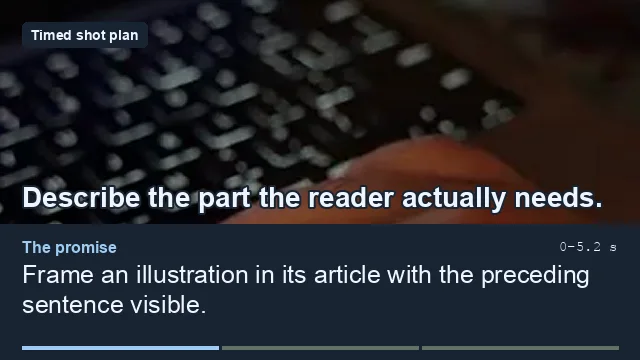 Timed shot plan
Describe the part the reader actually needs.
The promise
0–5.2 s
Frame an illustration in its article with the preceding
sentence visible.